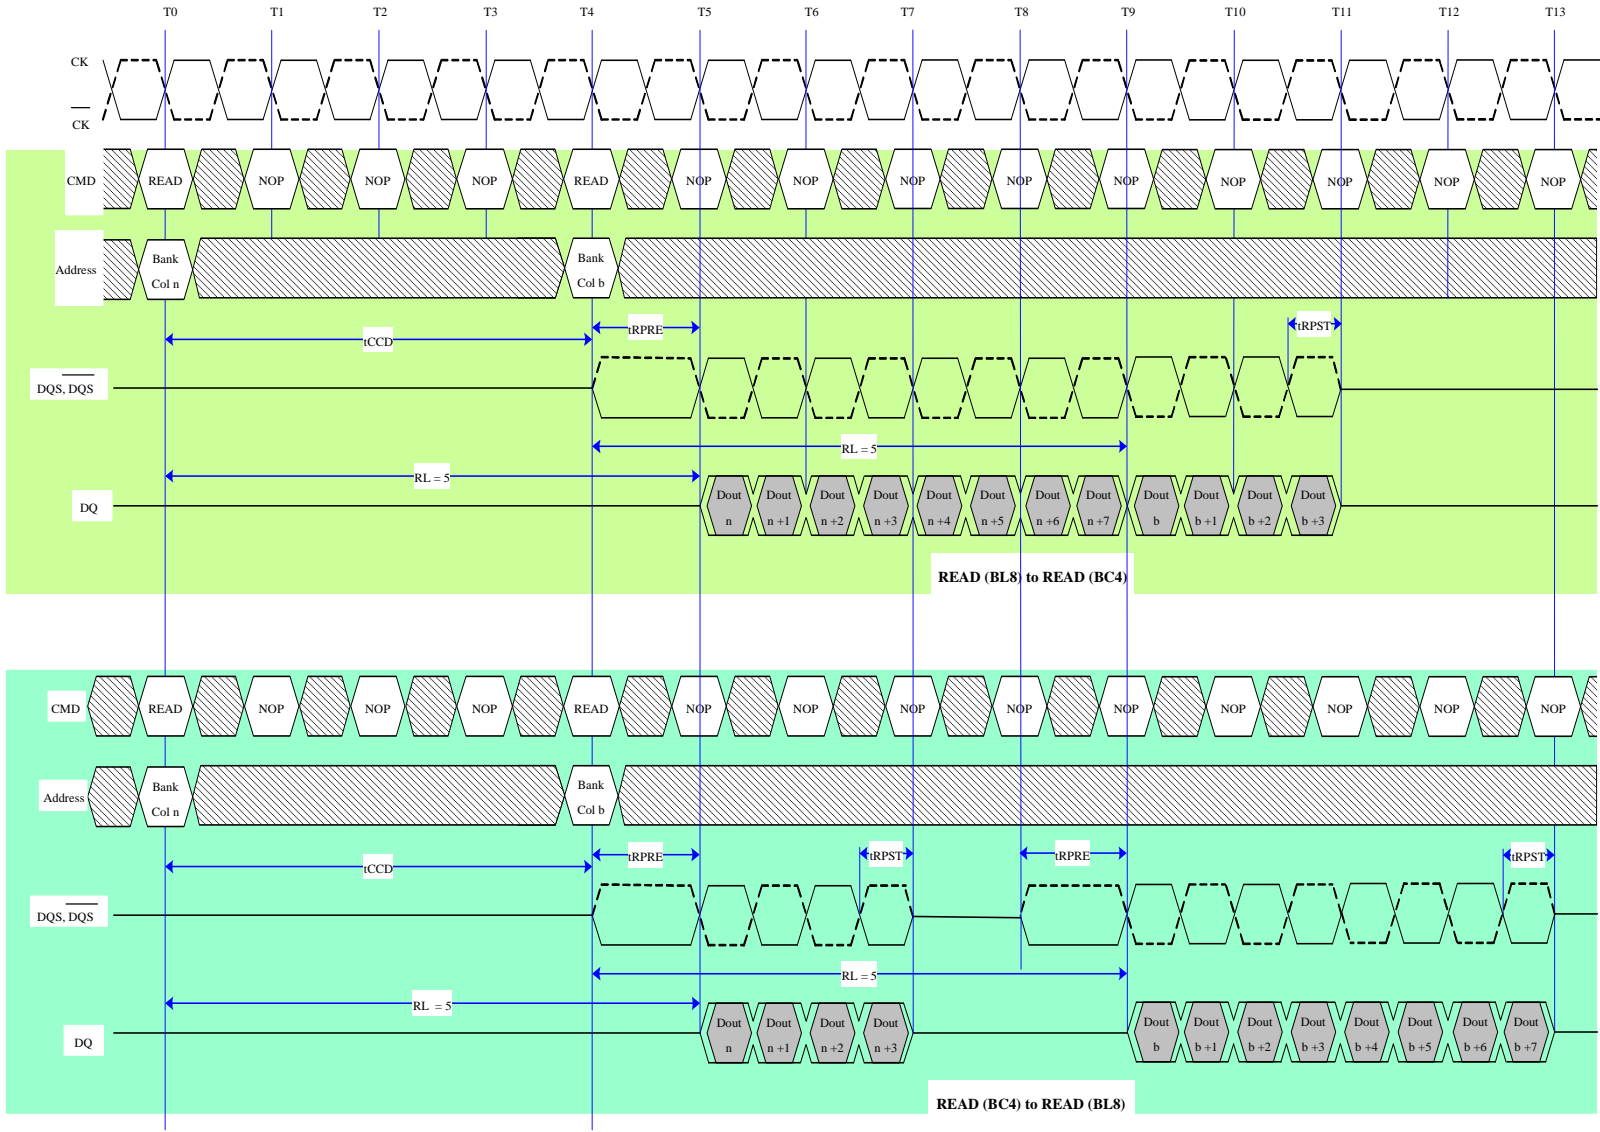 T0 T1 T2 T3 T4 T5 T6 T7 T8 T9 T10 T11 T12 T13
CK
CK
CMD READ NOP NOP NOP READ NOP NOP NOP NOP NOP NOP NOP NOP NOP
Address Bank Col n Bank Col b
tRPRE tRPST
tCCD
DQS, DQS
RL = 5
RL = 5
DQ Dout n Dout n +1 Dout n +2 Dout n +3 Dout n +4 Dout n +5 Dout n +6 Dout n +7 Dout b Dout b +1 Dout b +2 Dout b +3
READ (BL8) to READ (BC4)
CMD READ NOP NOP NOP READ NOP NOP NOP NOP NOP NOP NOP NOP NOP
Address Bank Col n Bank Col b
tRPRE tRPST tRPRE tRPST
tCCD
DQS, DQS
RL = 5
RL = 5
DQ Dout n Dout n +1 Dout n +2 Dout n +3 Dout b Dout b +1 Dout b +2 Dout b +3 Dout b +4 Dout b +5 Dout b +6 Dout b +7
READ (BC4) to READ (BL8)